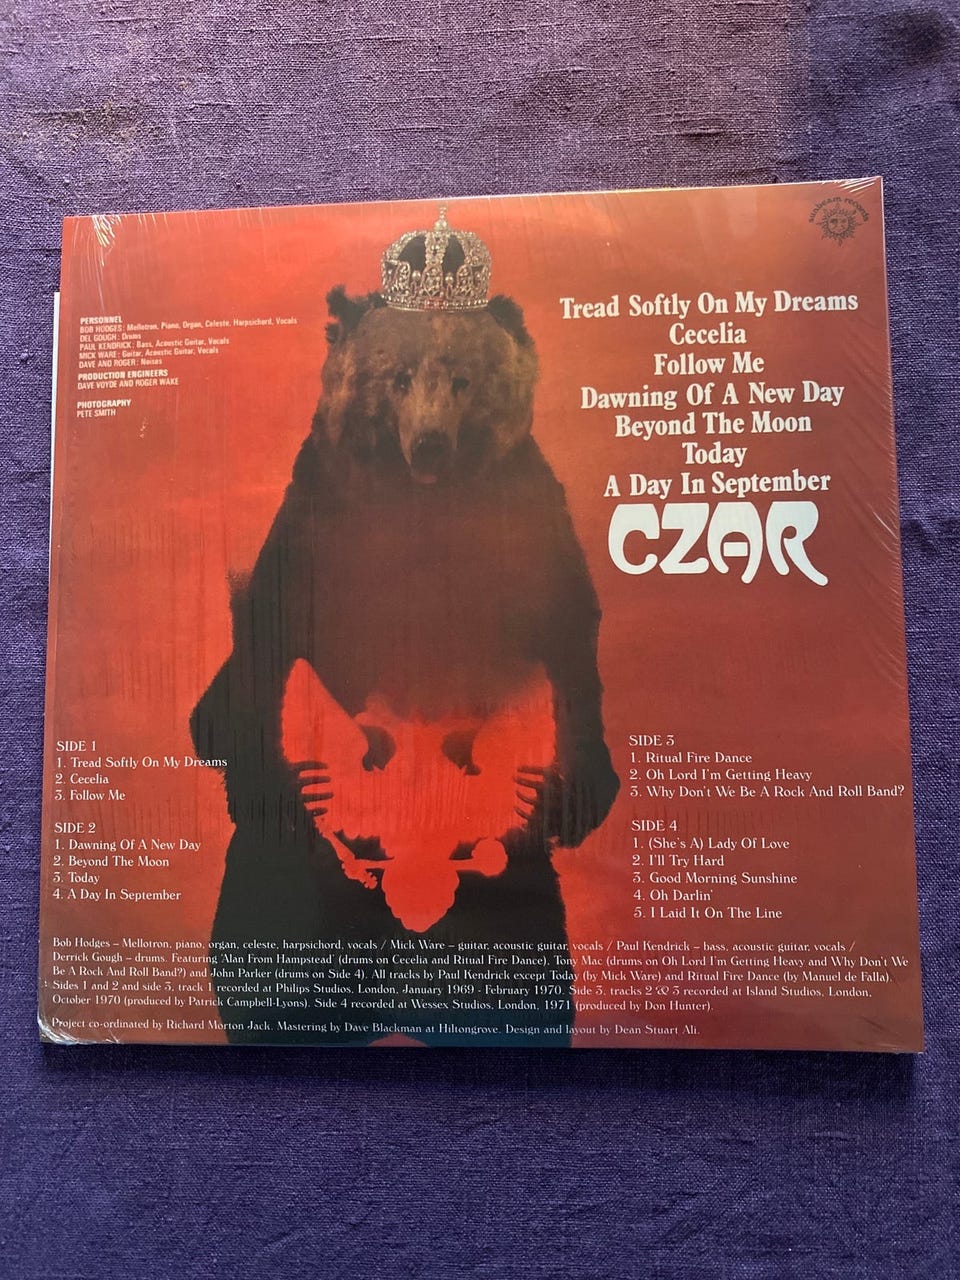 sunbeam records
PERSONNEL
BOB HODGES: Mellotron, Piano, Organ, Celeste, Harpsichord, Vocals
DEL GOUGH: Drums
PAUL KENDRICK: Bass, Acoustic Guitar, Vocals
MICK WARE: Guitar, Acoustic Guitar, Vocals
DAVE AND ROGER: Noises
PRODUCTION ENGINEERS
DAVE VOYDE AND ROGER WAKE
PHOTOGRAPHY
PETE SMITH
Tread Softly On My Dreams
Cecelia
Follow Me
Dawning Of A New Day
Beyond The Moon
Today
A Day In September
CZAR
SIDE 1
1. Tread Softly On My Dreams
2. Cecelia
3. Follow Me
SIDE 2
1. Dawning Of A New Day
2. Beyond The Moon
3. Today
4. A Day In September
SIDE 3
1. Ritual Fire Dance
2. Oh Lord I'm Getting Heavy
3. Why Don't We Be A Rock And Roll Band?
SIDE 4
1. (She's A) Lady Of Love
2. I'll Try Hard
3. Good Morning Sunshine
4. Oh Darlin'
5. I Laid It On The Line
Bob Hodges – Mellotron, piano, organ, celeste, harpsichord, vocals / Mick Ware – guitar, acoustic guitar, vocals / Paul Kendrick – bass, acoustic guitar, vocals /
Derrick Gough – drums. Featuring 'Alan From Hampstead' (drums on Cecelia and Ritual Fire Dance), Tony Mac (drums on Oh Lord I'm Getting Heavy and Why Don't We
Be A Rock And Roll Band?) and John Parker (drums on Side 4). All tracks by Paul Kendrick except Today (by Mick Ware) and Ritual Fire Dance (by Manuel de Falla).
Sides 1 and 2 and side 3, track 1 recorded at Philips Studios, London, January 1969 - February 1970. Side 3, tracks 2 & 3 recorded at Island Studios, London,
October 1970 (produced by Patrick Campbell-Lyons). Side 4 recorded at Wessex Studios, London, 1971 (produced by Don Hunter).
Project co-ordinated by Richard Morton Jack. Mastering by Dave Blackman at Hiltongrove. Design and layout by Dean Stuart Ali.